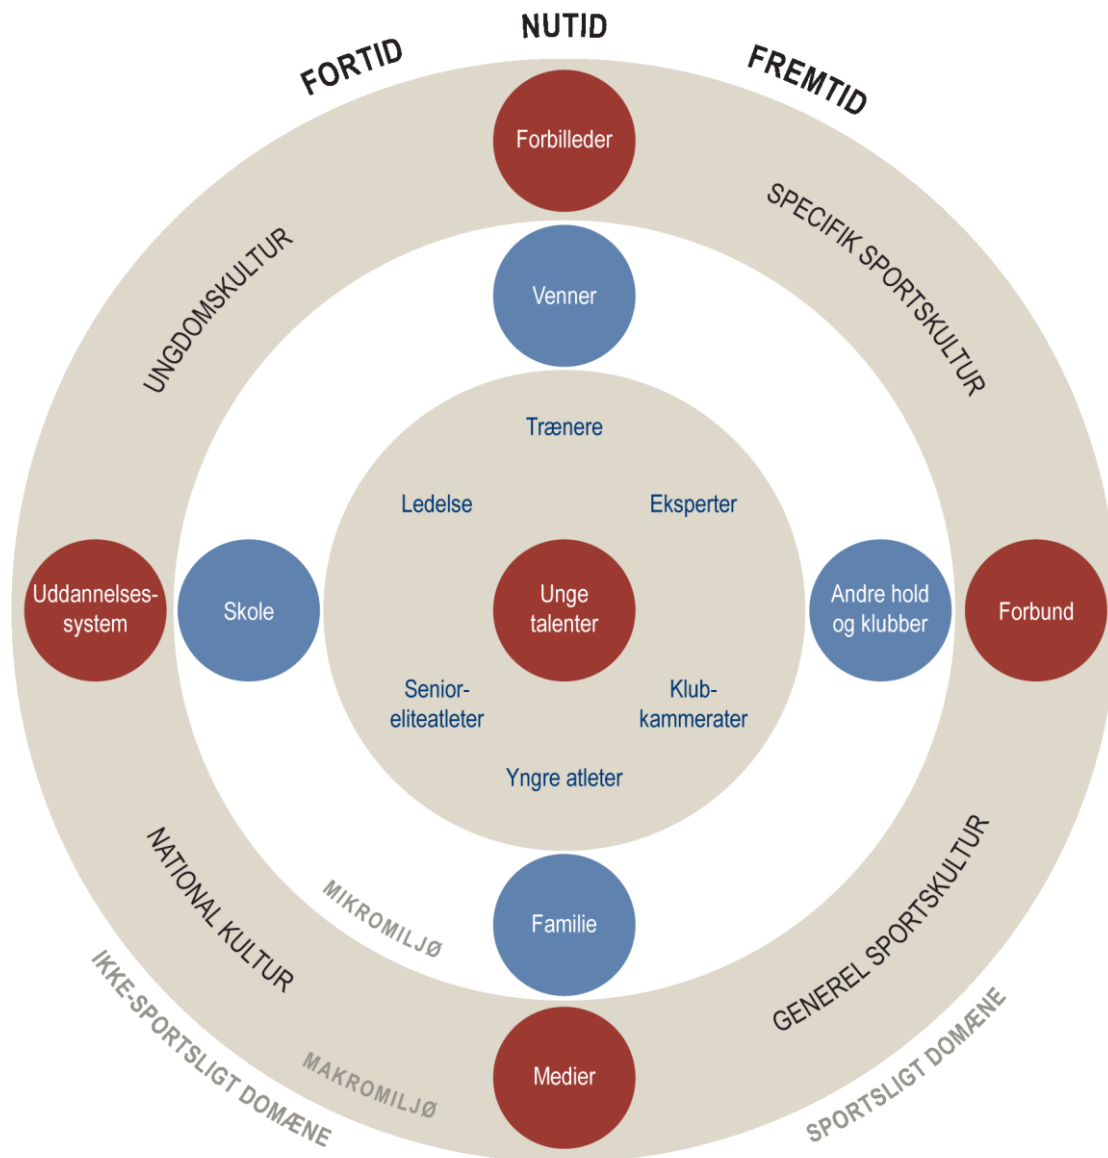 FORTID
NUTID
FREMTID
Forbilleder
UNGDOMSKULTUR
SPECIFIK SPORTSKULTUR
Venner
Trænere
Ledelse
Eksperter
Uddannelses-
system
Skole
Unge
talenter
Andre hold
og klubber
Forbund
Senior-
eliteatleter
Klub-
kammerater
Yngre atleter
NATIONAL KULTUR
MIKROMILJØ
Familie
GENEREL SPORTSKULTUR
IKKE-SPORTSLIGT DOMÆNE
MAKROMILJØ
Medier
SPORTSLIGT DOMÆNE